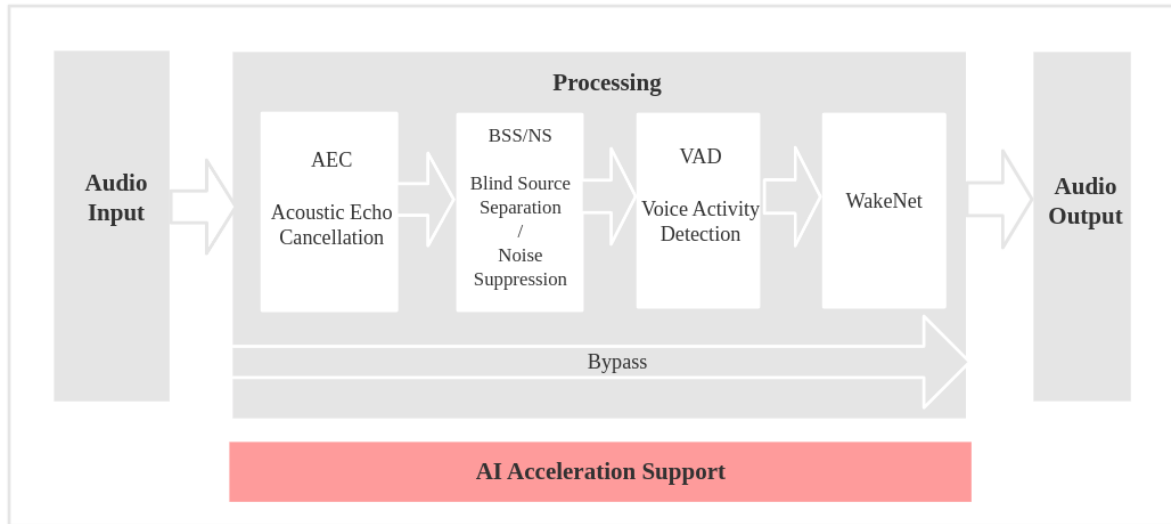 Processing
Audio
Input
AEC
Acoustic Echo
Cancellation
BSS/NS
Blind Source
Separation
/
Noise
Suppression
VAD
Voice Activity
Detection
WakeNet
Audio
Output
Bypass
AI Acceleration Support